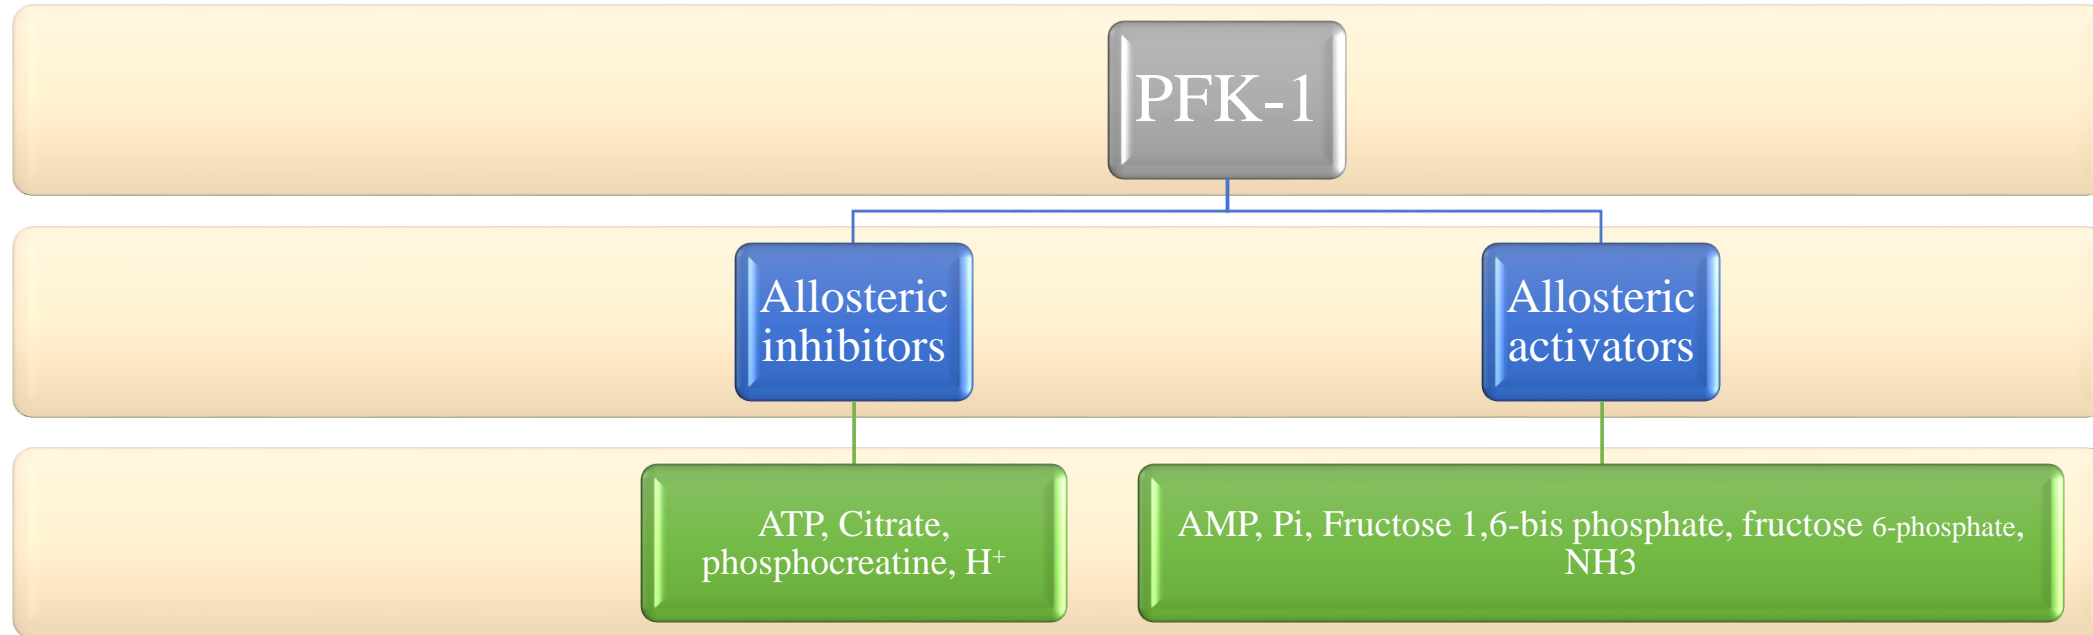 PFK-1
Allosteric
inhibitors
Allosteric
activators
ATP, Citrate,
phosphocreatine, H⁺
AMP, Pi, Fructose 1,6-bis phosphate, fructose 6-phosphate,
NH3